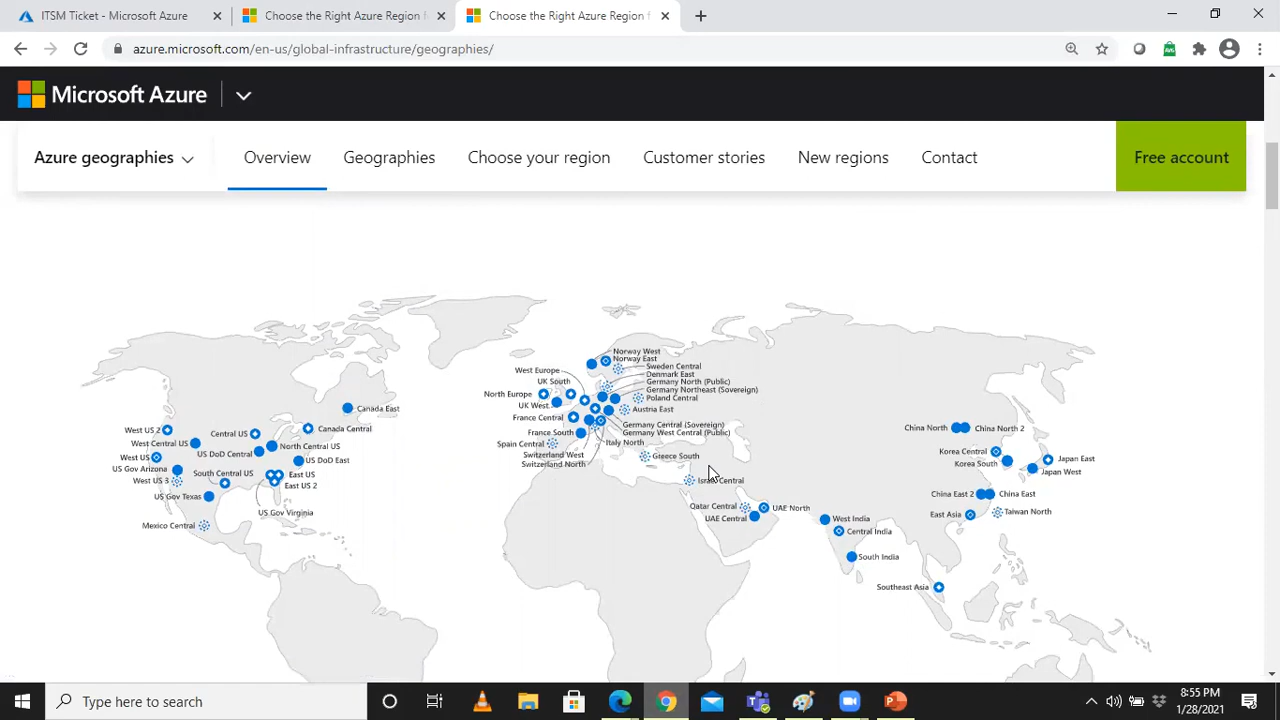 ITSM Ticket - Microsoft Azure
Choose the Right Azure Region f
Choose the Right Azure Region f
azure.microsoft.com/en-us/global-infrastructure/geographies/
Microsoft Azure
Azure geographies
Overview
Geographies
Choose your region
Customer stories
New regions
Contact
Free account
Canada East
Canada Central
West US 2
Central US
West Central US
North Central US
US DoD Central
US DoD East
West US
US Gov Arizona
South Central US
East US
West US 3
East US 2
US Gov Texas
US Gov Virginia
Mexico Central
Norway West
Norway East
Sweden Central
West Europe
Denmark East
UK South
Germany North (Public)
Germany Northeast (Sovereign)
North Europe
Poland Central
UK West
Austria East
France Central
Germany Central (Sovereign)
Germany West Central (Public)
France South
Italy North
Spain Central
Switzerland West
Greece South
Switzerland North
Israel Central
Qatar Central
UAE North
UAE Central
West India
Central India
South India
China North
China North 2
Korea Central
Japan East
Korea South
Japan West
China East 2
China East
East Asia
Taiwan North
Southeast Asia
Type here to search
8:55 PM
1/28/2021